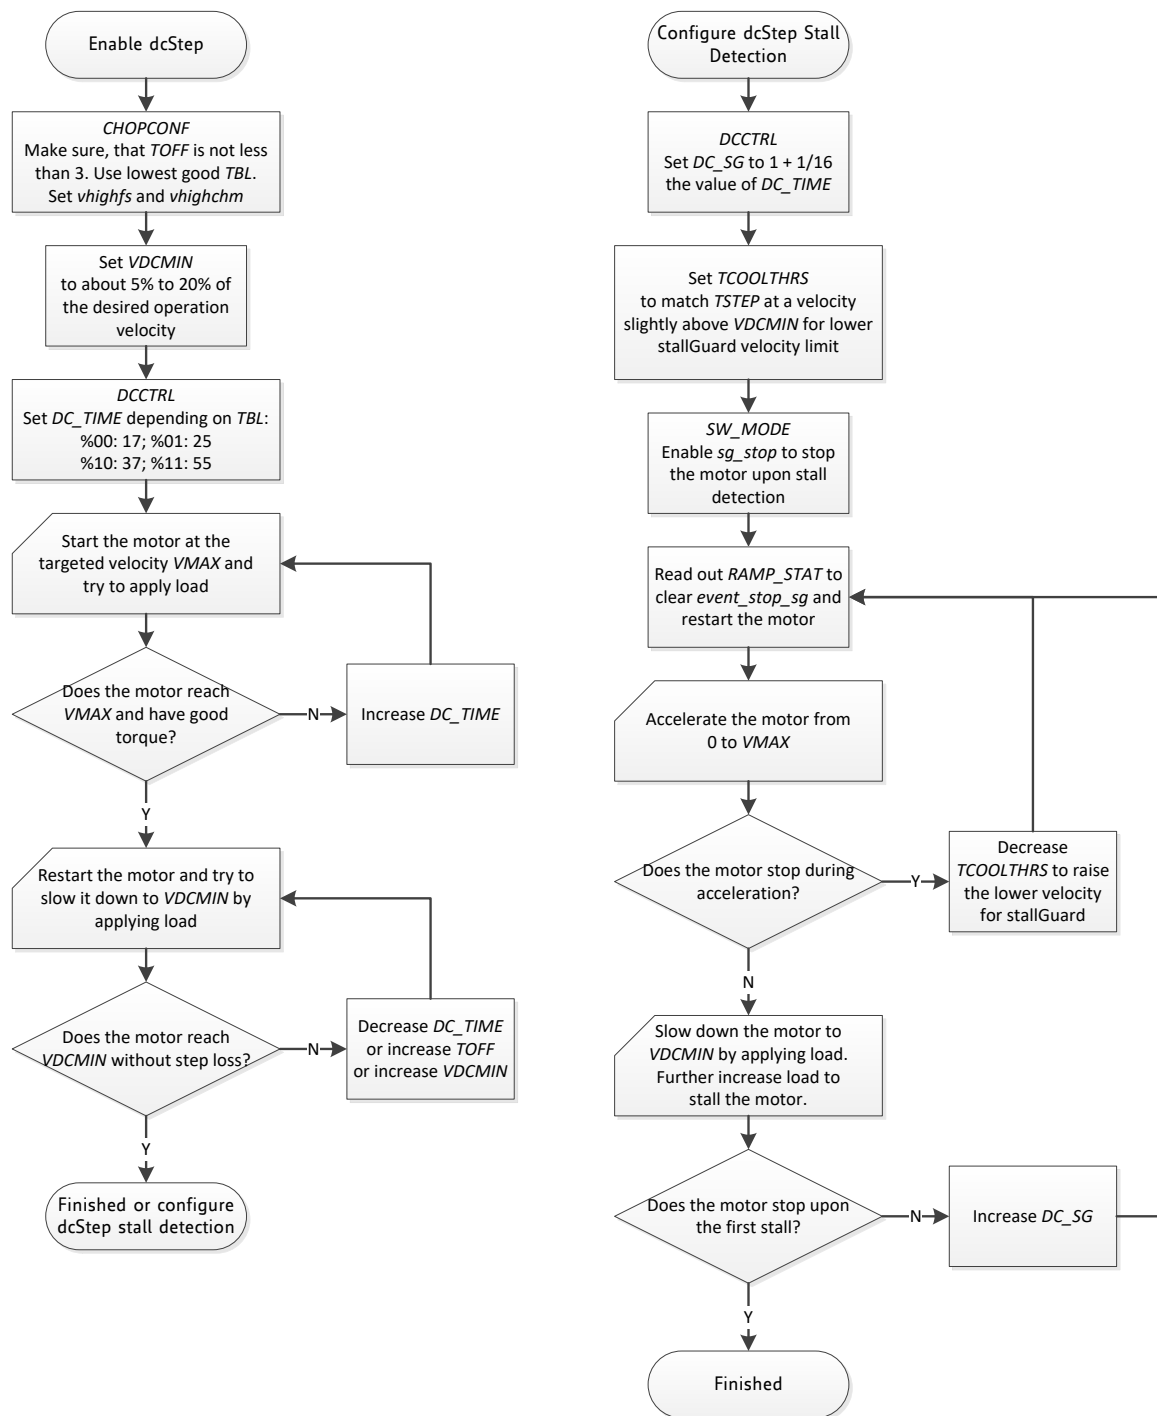 Enable dcStep
CHOPCONF
Make sure, that TOFF is not less
than 3. Use lowest good TBL.
Set vhighfs and vhighchm
Set VDCMIN
to about 5% to 20% of
the desired operation
velocity
DCCTRL
Set DC_TIME depending on TBL:
%00: 17; %01: 25
%10: 37; %11: 55
Start the motor at the
targeted velocity VMAX and
try to apply load
Does the motor reach
VMAX and have good
torque?
N
Increase DC_TIME
Y
Restart the motor and try to
slow it down to VDCMIN by
applying load
Does the motor reach
VDCMIN without step loss?
N
Decrease DC_TIME
or increase TOFF
or increase VDCMIN
Y
Finished or configure
dcStep stall detection
Configure dcStep Stall
Detection
DCCTRL
Set DC_SG to 1 + 1/16
the value of DC_TIME
Set TCOOLTHRS
to match TSTEP at a velocity
slightly above VDCMIN for lower
stallGuard velocity limit
SW_MODE
Enable sg_stop to stop
the motor upon stall
detection
Read out RAMP_STAT to
clear event_stop_sg and
restart the motor
Accelerate the motor from
0 to VMAX
Does the motor stop during
acceleration?
Y
Decrease
TCOOLTHRS to raise
the lower velocity
for stallGuard
N
Slow down the motor to
VDCMIN by applying load.
Further increase load to
stall the motor.
Does the motor stop upon
the first stall?
N
Increase DC_SG
Y
Finished